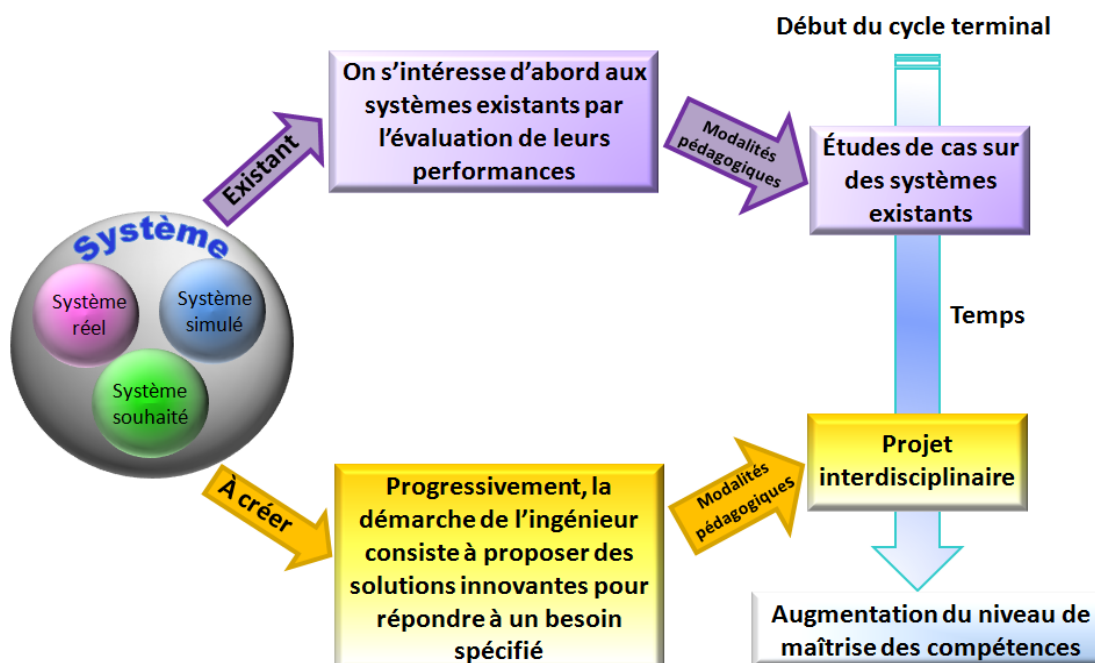 Début du cycle terminal
On s’intéresse d’abord aux
systèmes existants par
l’évaluation de leurs
performances
Existant
Modalités
pédagogiques
Études de cas sur
des systèmes
existants
Système
Système
réel
Système
simulé
Système
souhaité
Temps
À créer
Progressivement, la
démarche de l’ingénieur
consiste à proposer des
solutions innovantes pour
répondre à un besoin
spécifié
Modalités
pédagogiques
Projet
interdisciplinaire
Augmentation du niveau de
maîtrise des compétences